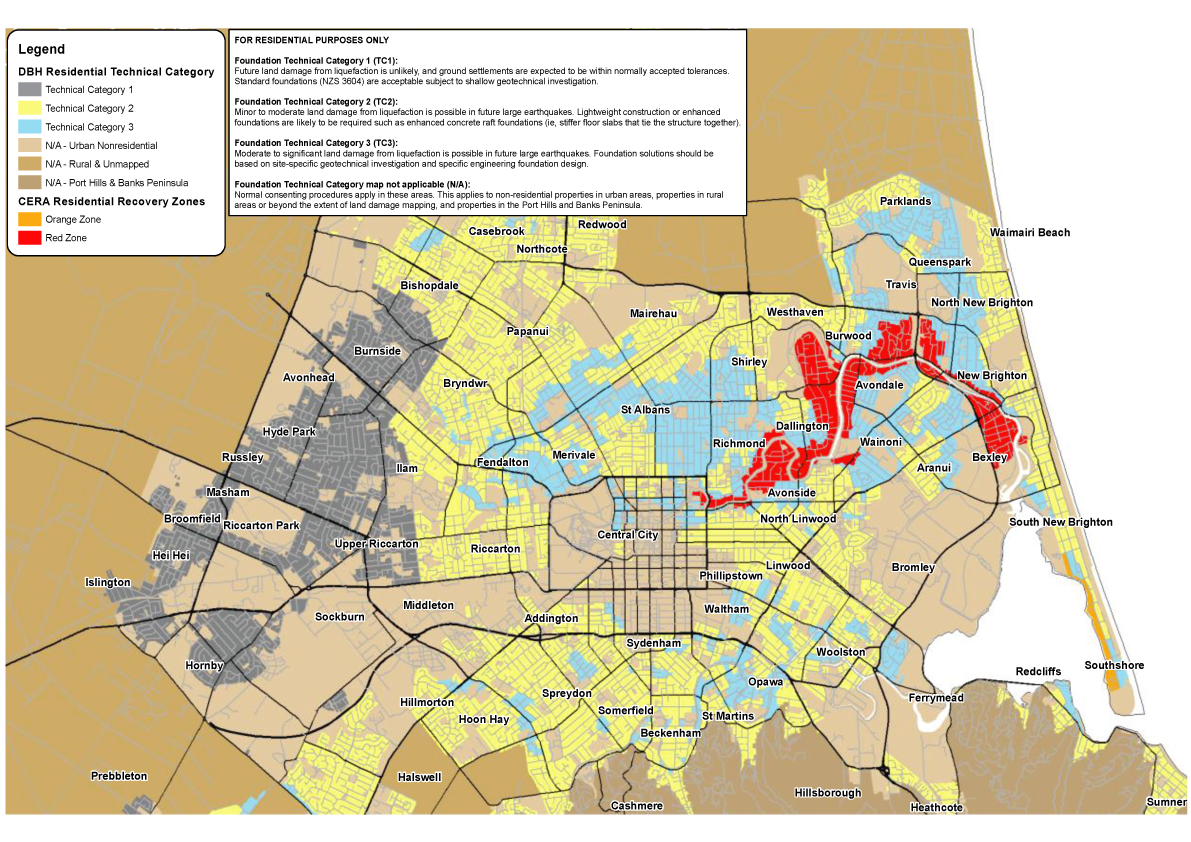 Legend
DBH Residential Technical Category
Technical Category 1
Technical Category 2
Technical Category 3
N/A - Urban Nonresidential
N/A - Rural & Unmapped
N/A - Port Hills & Banks Peninsula
CERA Residential Recovery Zones
Orange Zone
Red Zone
FOR RESIDENTIAL PURPOSES ONLY
Foundation Technical Category 1 (TC1):
Future land damage from liquefaction is unlikely, and ground settlements are expected to be within normally accepted tolerances.
Standard foundations (NZS 3604) are acceptable subject to shallow geotechnical investigation.
Foundation Technical Category 2 (TC2):
Minor to moderate land damage from liquefaction is possible in future large earthquakes. Lightweight construction or enhanced
foundations are likely to be required such as enhanced concrete raft foundations (ie, stiffer floor slabs that tie the structure together).
Foundation Technical Category 3 (TC3):
Moderate to significant land damage from liquefaction is possible in future large earthquakes. Foundation solutions should be
based on site-specific geotechnical investigation and specific engineering foundation design.
Foundation Technical Category map not applicable (N/A):
Normal consenting procedures apply in these areas. This applies to non-residential properties in urban areas, properties in rural
areas or beyond the extent of land damage mapping, and properties in the Port Hills and Banks Peninsula.
Parklands
Casebrook
Redwood
Waimairi Beach
Northcote
Queenspark
Bishopdale
Travis
North New Brighton
Mairehau
Westhaven
Papanui
Burwood
Burnside
Shirley
Avonhead
New Brighton
Bryndwr
Avondale
St Albans
Dallington
Hyde Park
Richmond
Wainoni
Russley
Merivale
Bexley
Fendalton
Ilam
Aranui
Masham
Avonside
Broomfield
Riccarton Park
North Linwood
South New Brighton
Central City
Upper Riccarton
Riccarton
Hei Hei
Linwood
Bromley
Phillipstown
Islington
Middleton
Waltham
Sockburn
Addington
Sydenham
Woolston
Hornby
Southshore
Redcliffs
Opawa
Spreydon
Ferrymead
Hillmorton
Somerfield
St Martins
Hoon Hay
Beckenham
Prebbleton
Halswell
Hillsborough
Sumner
Cashmere
Heathcote